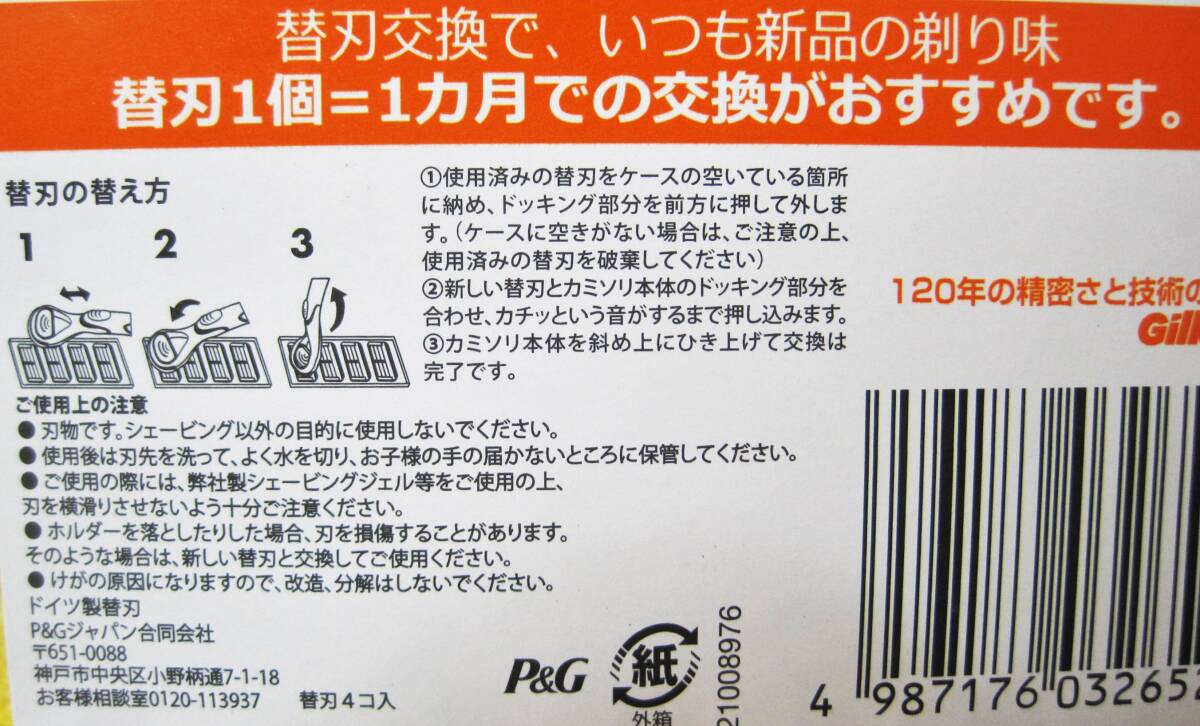 替刃交換で、いつも新品の剃り味
替刃1個=1カ月での交換がおすすめです。
替刃の替え方
1 2 3
①使用済みの替刃をケースの空いている箇所
に納め、ドッキング部分を前方に押して外しま
す。(ケースに空きがない場合は、ご注意の上、
使用済みの替刃を破棄してください)
②新しい替刃とカミソリ本体のドッキング部分を
合わせ、カチッという音がするまで押し込みます。
③カミソリ本体を斜め上にひき上げて交換は
完了です。
120年の精密さと技術の
Gill
ご使用上の注意
● 刃物です。シェービング以外の目的に使用しないでください。
● 使用後は刃先を洗って、よく水を切り、お子様の手の届かないところに保管してください。
● ご使用の際には、弊社製シェービングジェル等をご使用の上、
刃を横滑りさせないよう十分ご注意ください。
● ホルダーを落としたりした場合、刃を損傷することがあります。
そのような場合は、新しい替刃と交換してご使用ください。
● けがの原因になりますので、改造、分解はしないでください。
ドイツ製替刃
P&Gジャパン合同会社
〒651-0088
神戸市中央区小野柄通7-1-18
お客様相談室0120-113937 替刃4コ入
P&G
紙
外箱
21008976
4 987176 032652